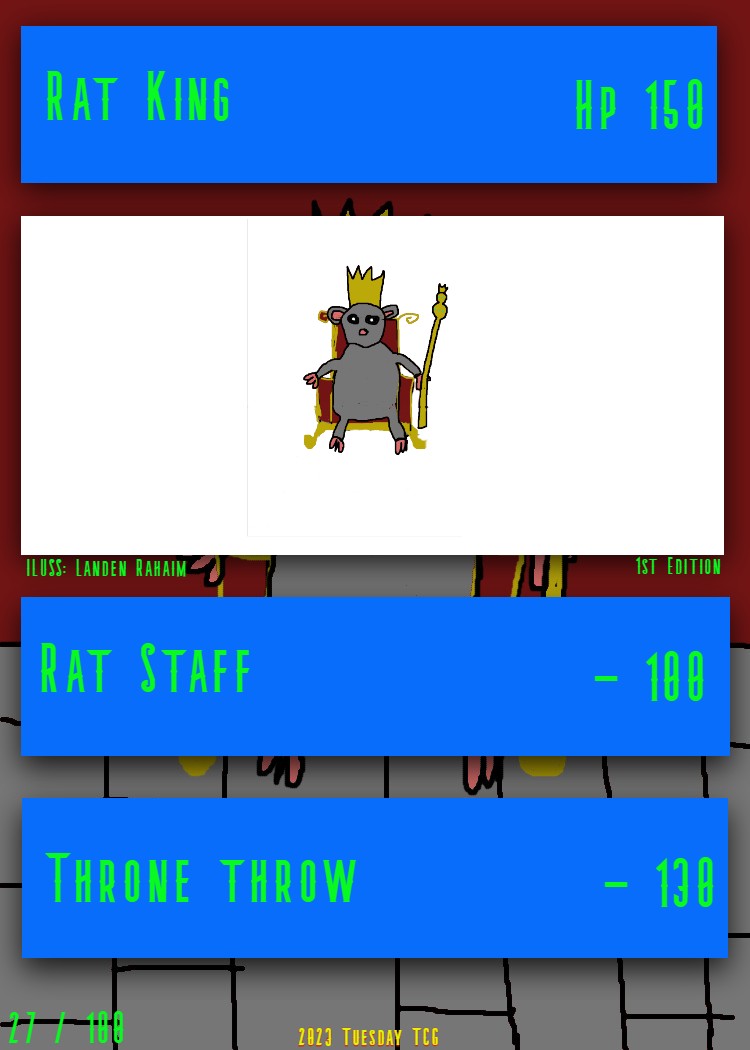 Rat King
Hp 150
Iluss: Landen Rahaim
1st Edition
Rat Staff
- 100
Throne throw
- 130
27 / 100
2023 Tuesday TCG